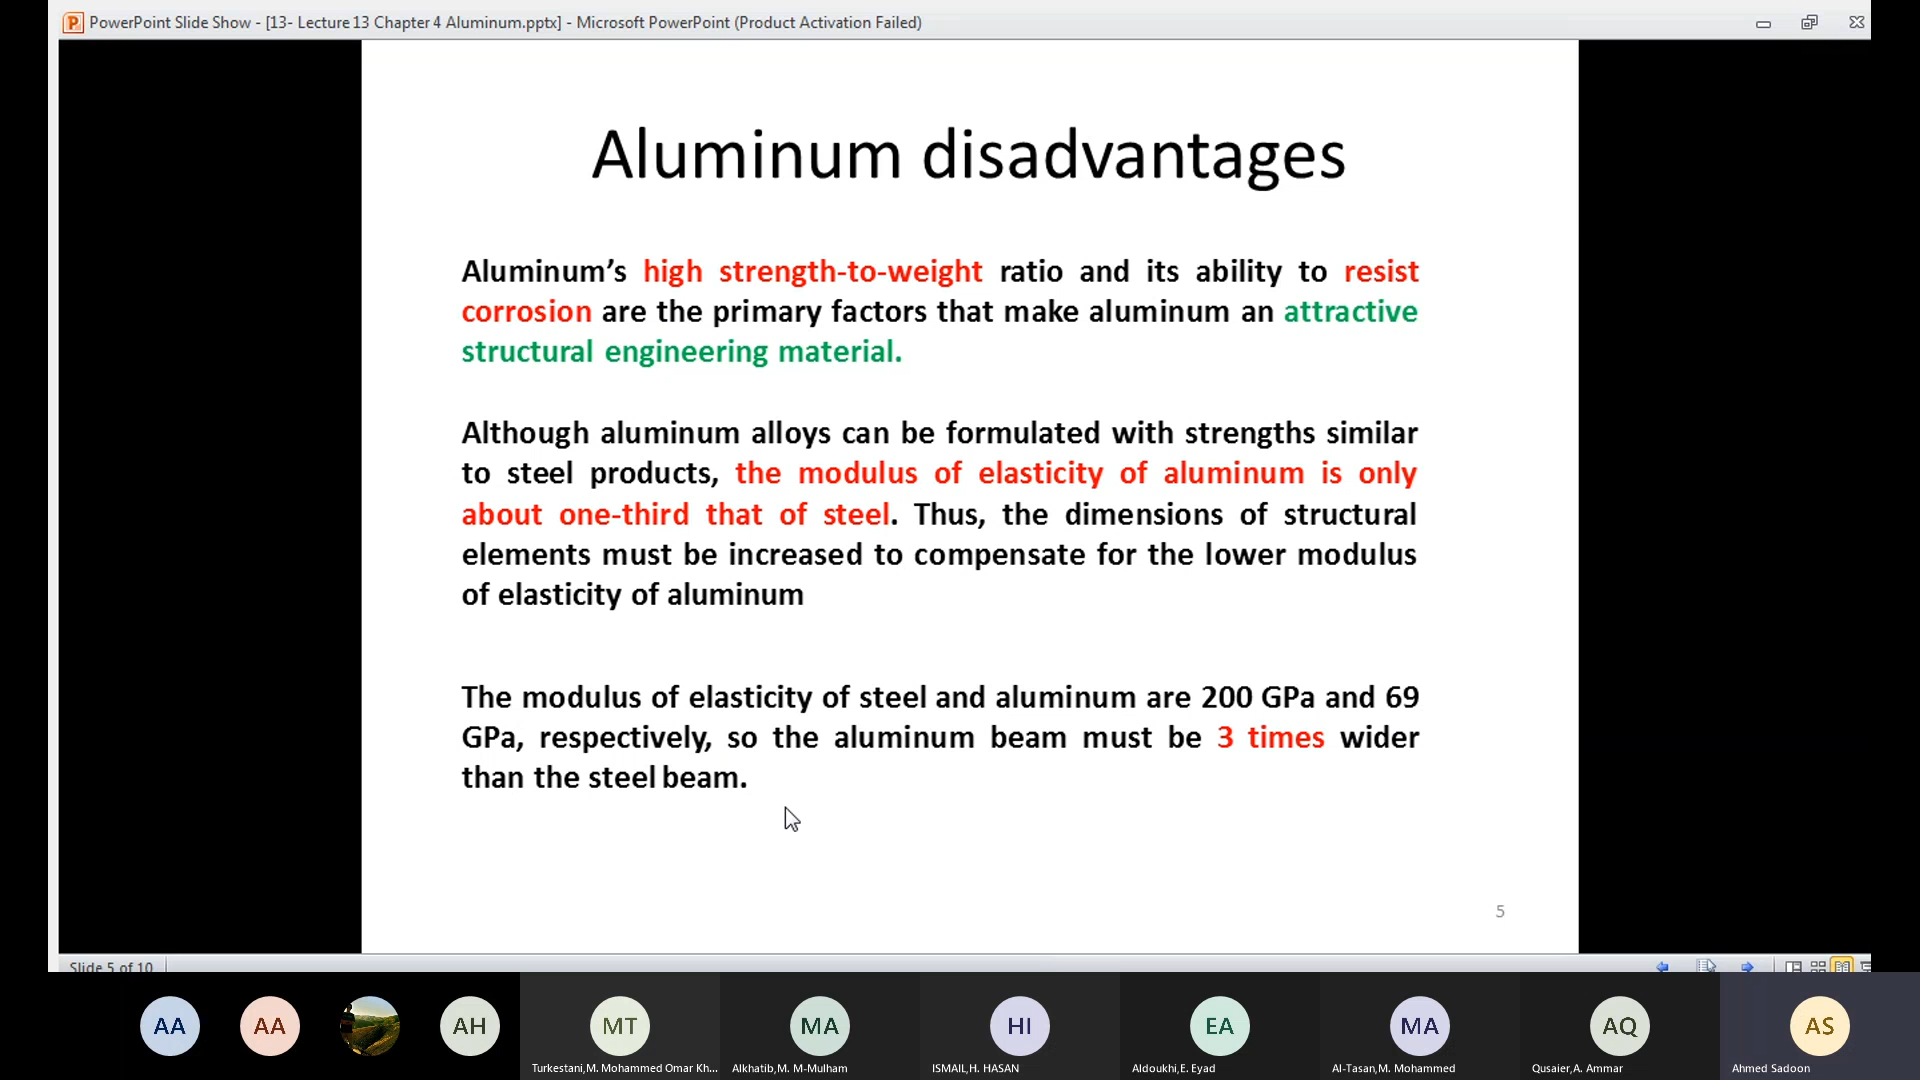 PowerPoint Slide Show - [13- Lecture 13 Chapter 4 Aluminum.pptx] - Microsoft PowerPoint (Product Activation Failed)
Aluminum disadvantages
Aluminum’s high strength-to-weight ratio and its ability to resist
corrosion are the primary factors that make aluminum an attractive
structural engineering material.
Although aluminum alloys can be formulated with strengths similar
to steel products, the modulus of elasticity of aluminum is only
about one-third that of steel. Thus, the dimensions of structural
elements must be increased to compensate for the lower modulus
of elasticity of aluminum
The modulus of elasticity of steel and aluminum are 200 GPa and 69
GPa, respectively, so the aluminum beam must be 3 times wider
than the steel beam.
5
Slide 5 of 10
AA AA AH MT MA HI EA MA AQ AS
Turkestani,M. Mohammed Omar Kh... Alkhatib,M. M-Mulham ISMAIL,H. HASAN Aldoukhi,E. Eyad Al-Tasan,M. Mohammed Qusaier,A. Ammar Ahmed Sadoon